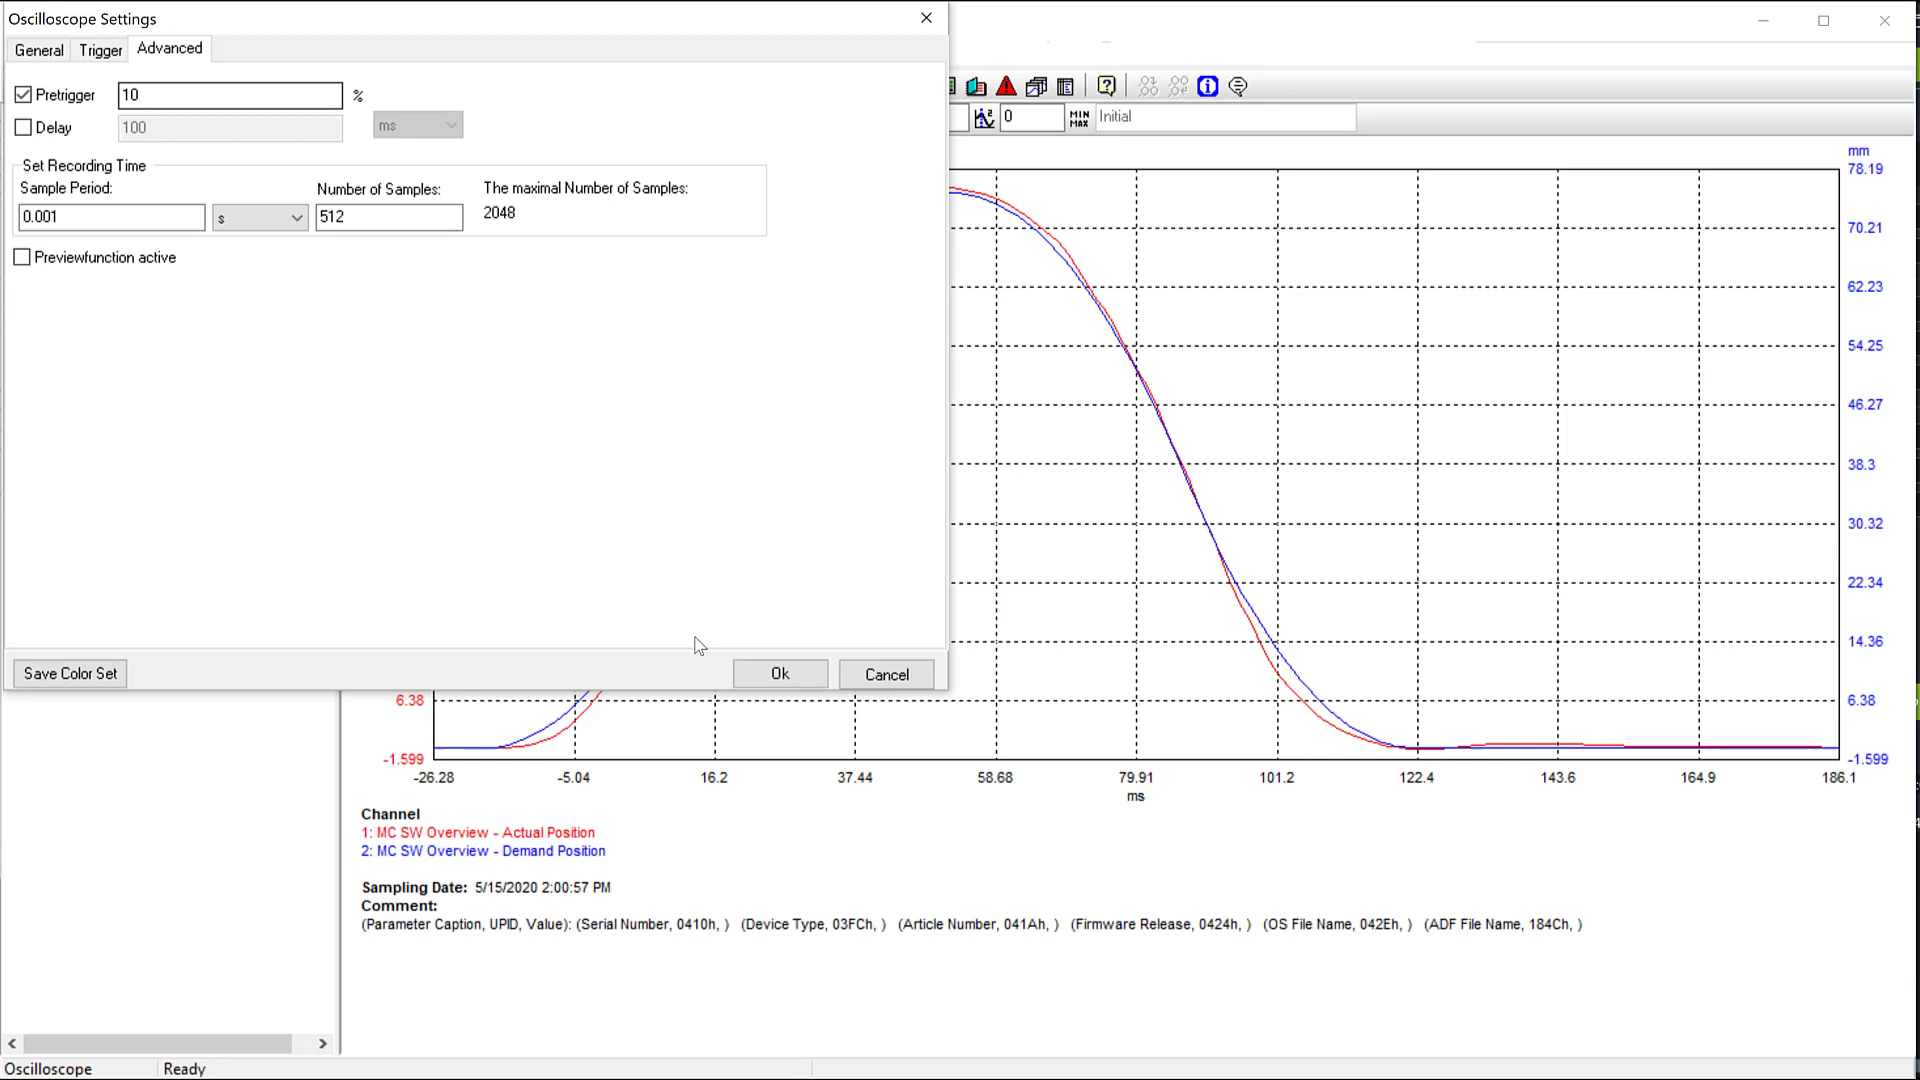 Oscilloscope Settings
General Trigger Advanced
Pretrigger 10 %
Delay 100 ms
Set Recording Time
Sample Period: Number of Samples: The maximal Number of Samples:
0.001 s 512 2048
Previewfunction active
Save Color Set Ok Cancel
0 MIN MAX Initial
mm
78.19
70.21
62.23
54.25
46.27
38.3
30.32
22.34
14.36
6.38 6.38
-1.599 -1.599
-26.28 -5.04 16.2 37.44 58.68 79.91 101.2 122.4 143.6 164.9 186.1
ms
Channel
1: MC SW Overview - Actual Position
2: MC SW Overview - Demand Position
Sampling Date: 5/15/2020 2:00:57 PM
Comment:
(Parameter Caption, UPID, Value): (Serial Number, 0410h, ) (Device Type, 03FCh, ) (Article Number, 041Ah, ) (Firmware Release, 0424h, ) (OS File Name, 042Eh, ) (ADF File Name, 184Ch, )
Oscilloscope Ready